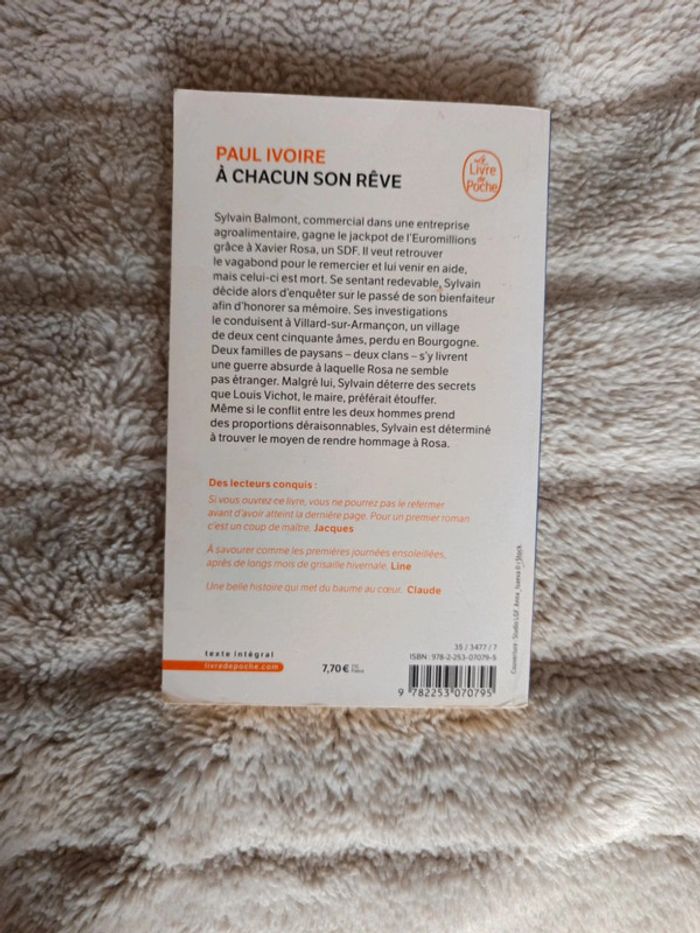 PAUL IVOIRE
À CHACUN SON RÊVE
Le
Livre
de
Poche
Sylvain Balmont, commercial dans une entreprise
agroalimentaire, gagne le jackpot de l'Euromillions
grâce à Xavier Rosa, un SDF. Il veut retrouver
le vagabond pour le remercier et lui venir en aide,
mais celui-ci est mort. Se sentant redevable, Sylvain
décide alors d'enquêter sur le passé de son bienfaiteur
afin d'honorer sa mémoire. Ses investigations
le conduisent à Villard-sur-Armançon, un village
de deux cent cinquante âmes, perdu en Bourgogne.
Deux familles de paysans – deux clans – s'y livrent
une guerre absurde à laquelle Rosa ne semble
pas étranger. Malgré lui, Sylvain déterre des secrets
que Louis Vichot, le maire, préférait étouffer.
Même si le conflit entre les deux hommes prend
des proportions déraisonnables, Sylvain est déterminé
à trouver le moyen de rendre hommage à Rosa.
Des lecteurs conquis :
Si vous ouvrez ce livre, vous ne pourrez pas le refermer
avant d'avoir atteint la dernière page. Pour un premier roman
c'est un coup de maître. Jacques
À savourer comme les premières journées ensoleillées,
après de longs mois de grisaille hivernale. Line
Une belle histoire qui met du baume au cœur. Claude
texte intégral
livredepoche.com
7,70 €
35 / 3477 / 7
ISBN : 978-2-253-07079-5
9 782253 070795
Couverture : Studio LGF.